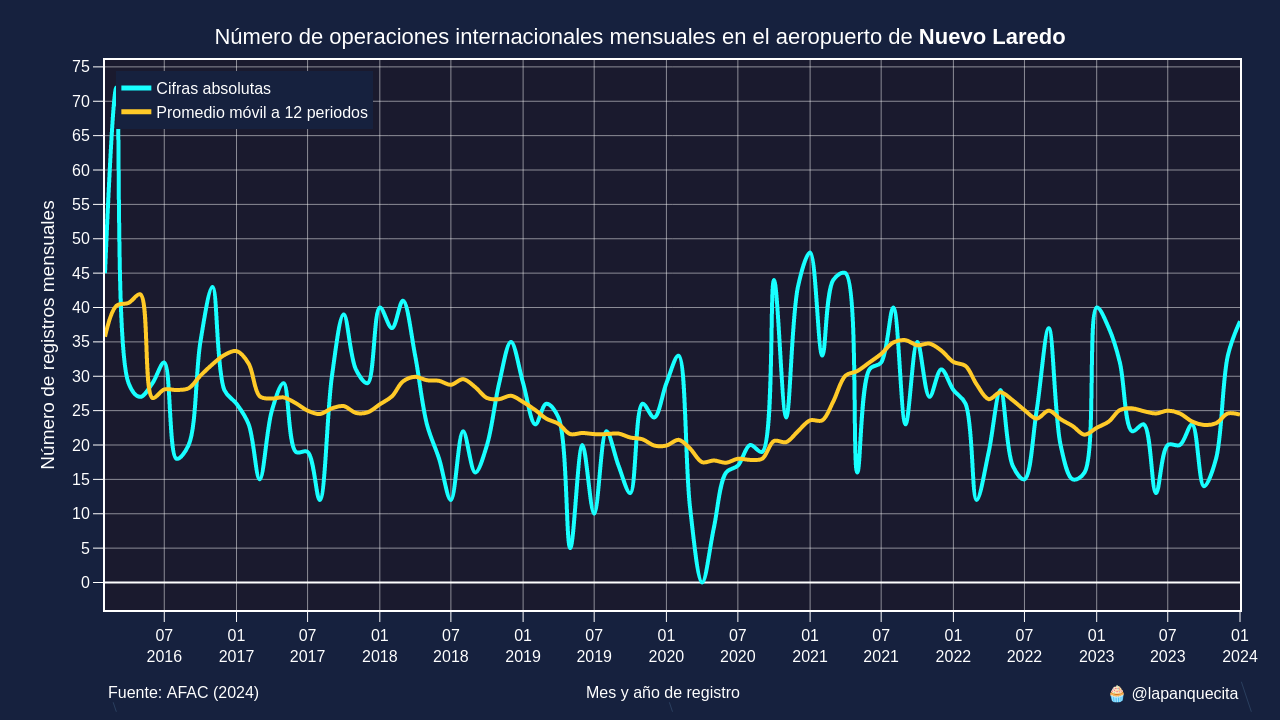 Número de operaciones internacionales mensuales en el aeropuerto de Nuevo Laredo
Número de registros mensuales
75
70
65
60
55
50
45
40
35
30
25
20
15
10
5
0
Cifras absolutas
Promedio móvil a 12 periodos
07 01 07 01 07 01 07 01 07 01 07 01 07 01 07 01
2016 2017 2017 2018 2018 2019 2019 2020 2020 2021 2021 2022 2022 2023 2023 2024
Fuente: AFAC (2024)
Mes y año de registro
🧁 @lapanquecita